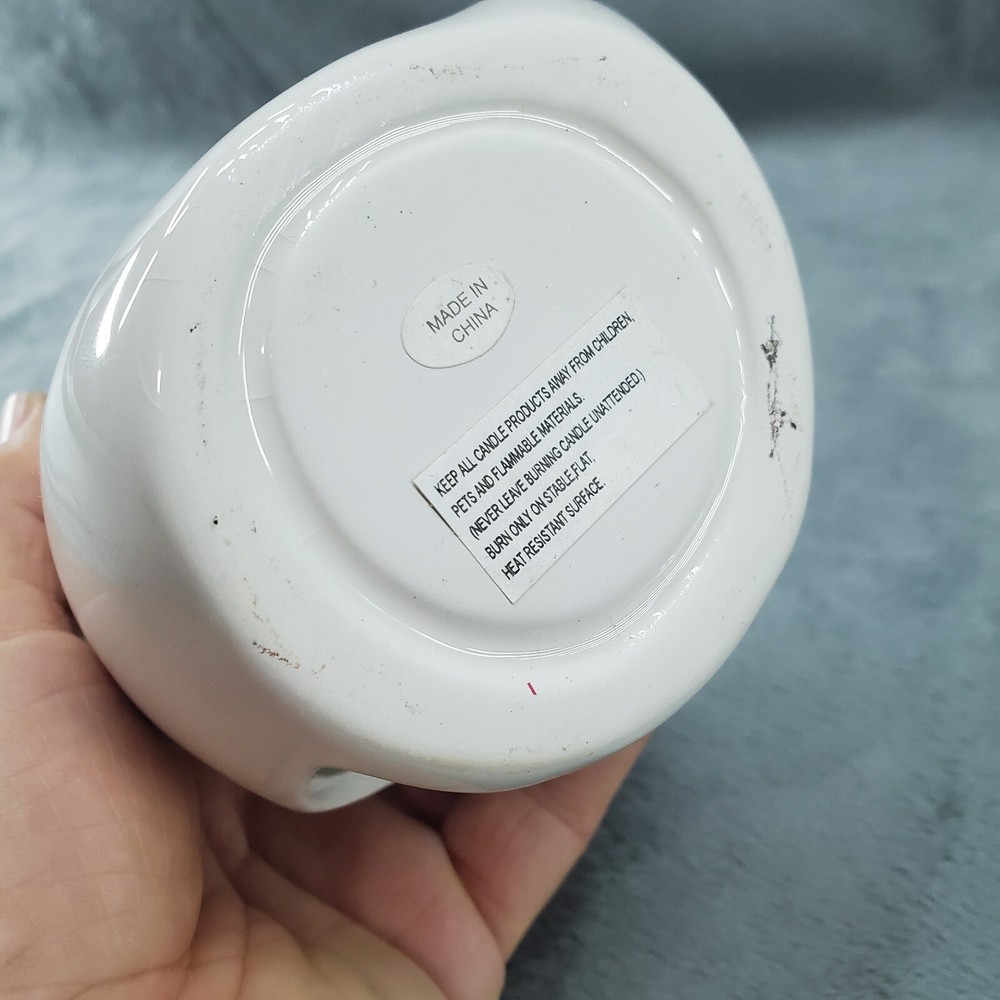 MADE IN
CHINA
KEEP ALL CANDLE PRODUCTS AWAY FROM CHILDREN,
PETS AND FLAMMABLE MATERIALS.
(NEVER LEAVE BURNING CANDLE UNATTENDED.)
BURN ONLY ON STABLE FLAT,
HEAT RESISTANT SURFACE.